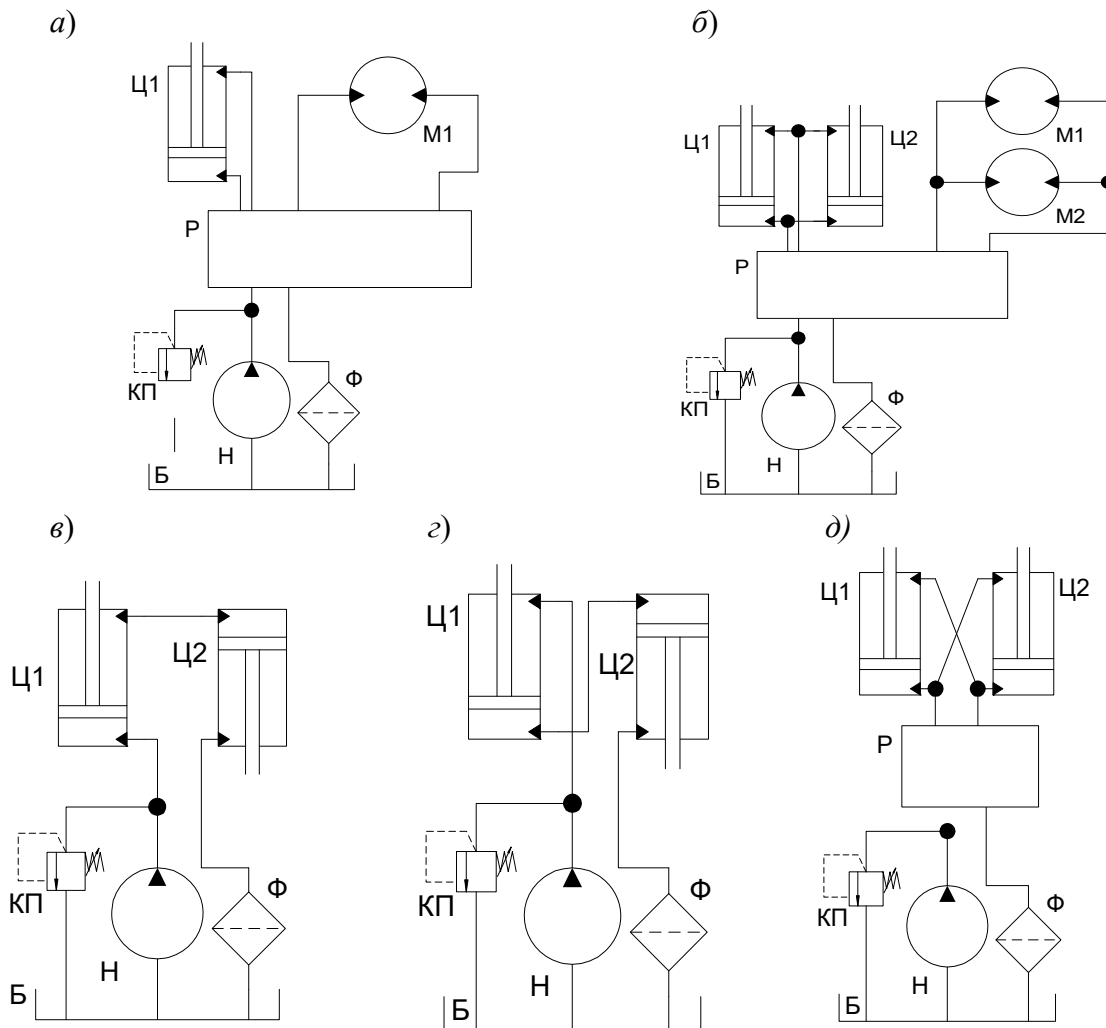 а)
Ц1
М1
Р
КП
Ф
Н
Б
б)
Ц1
Ц2
М1
М2
Р
КП
Ф
Н
Б
в)
Ц1
Ц2
КП
Ф
Н
Б
г)
Ц1
Ц2
КП
Ф
Н
Б
д)
Ц1
Ц2
Р
КП
Ф
Н
Б